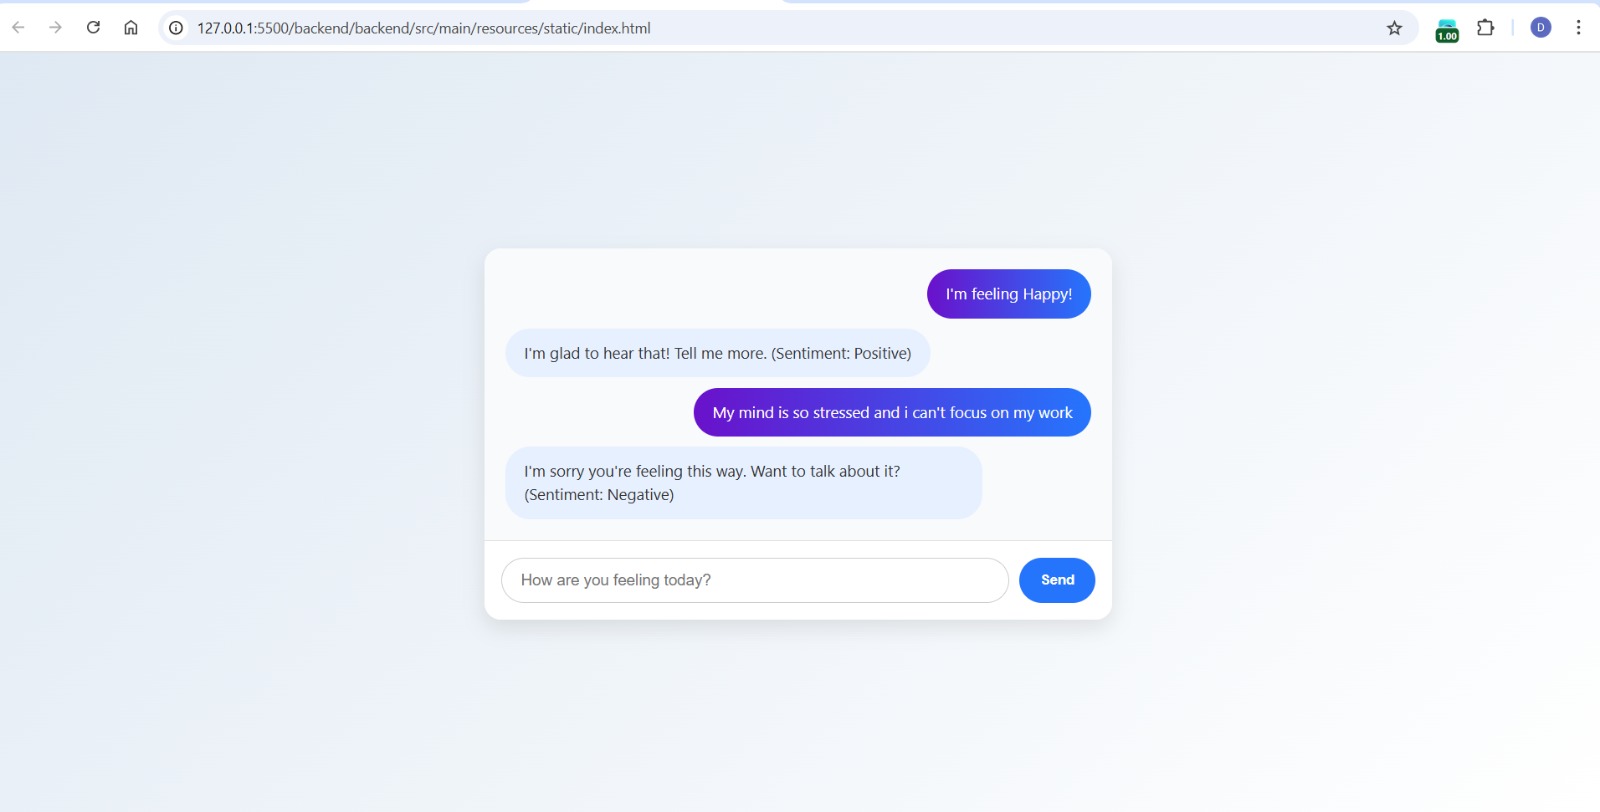 127.0.0.1:5500/backend/backend/src/main/resources/static/index.html
1.00
D
I'm feeling Happy!
I'm glad to hear that! Tell me more. (Sentiment: Positive)
My mind is so stressed and i can't focus on my work
I'm sorry you're feeling this way. Want to talk about it?
(Sentiment: Negative)
How are you feeling today?
Send